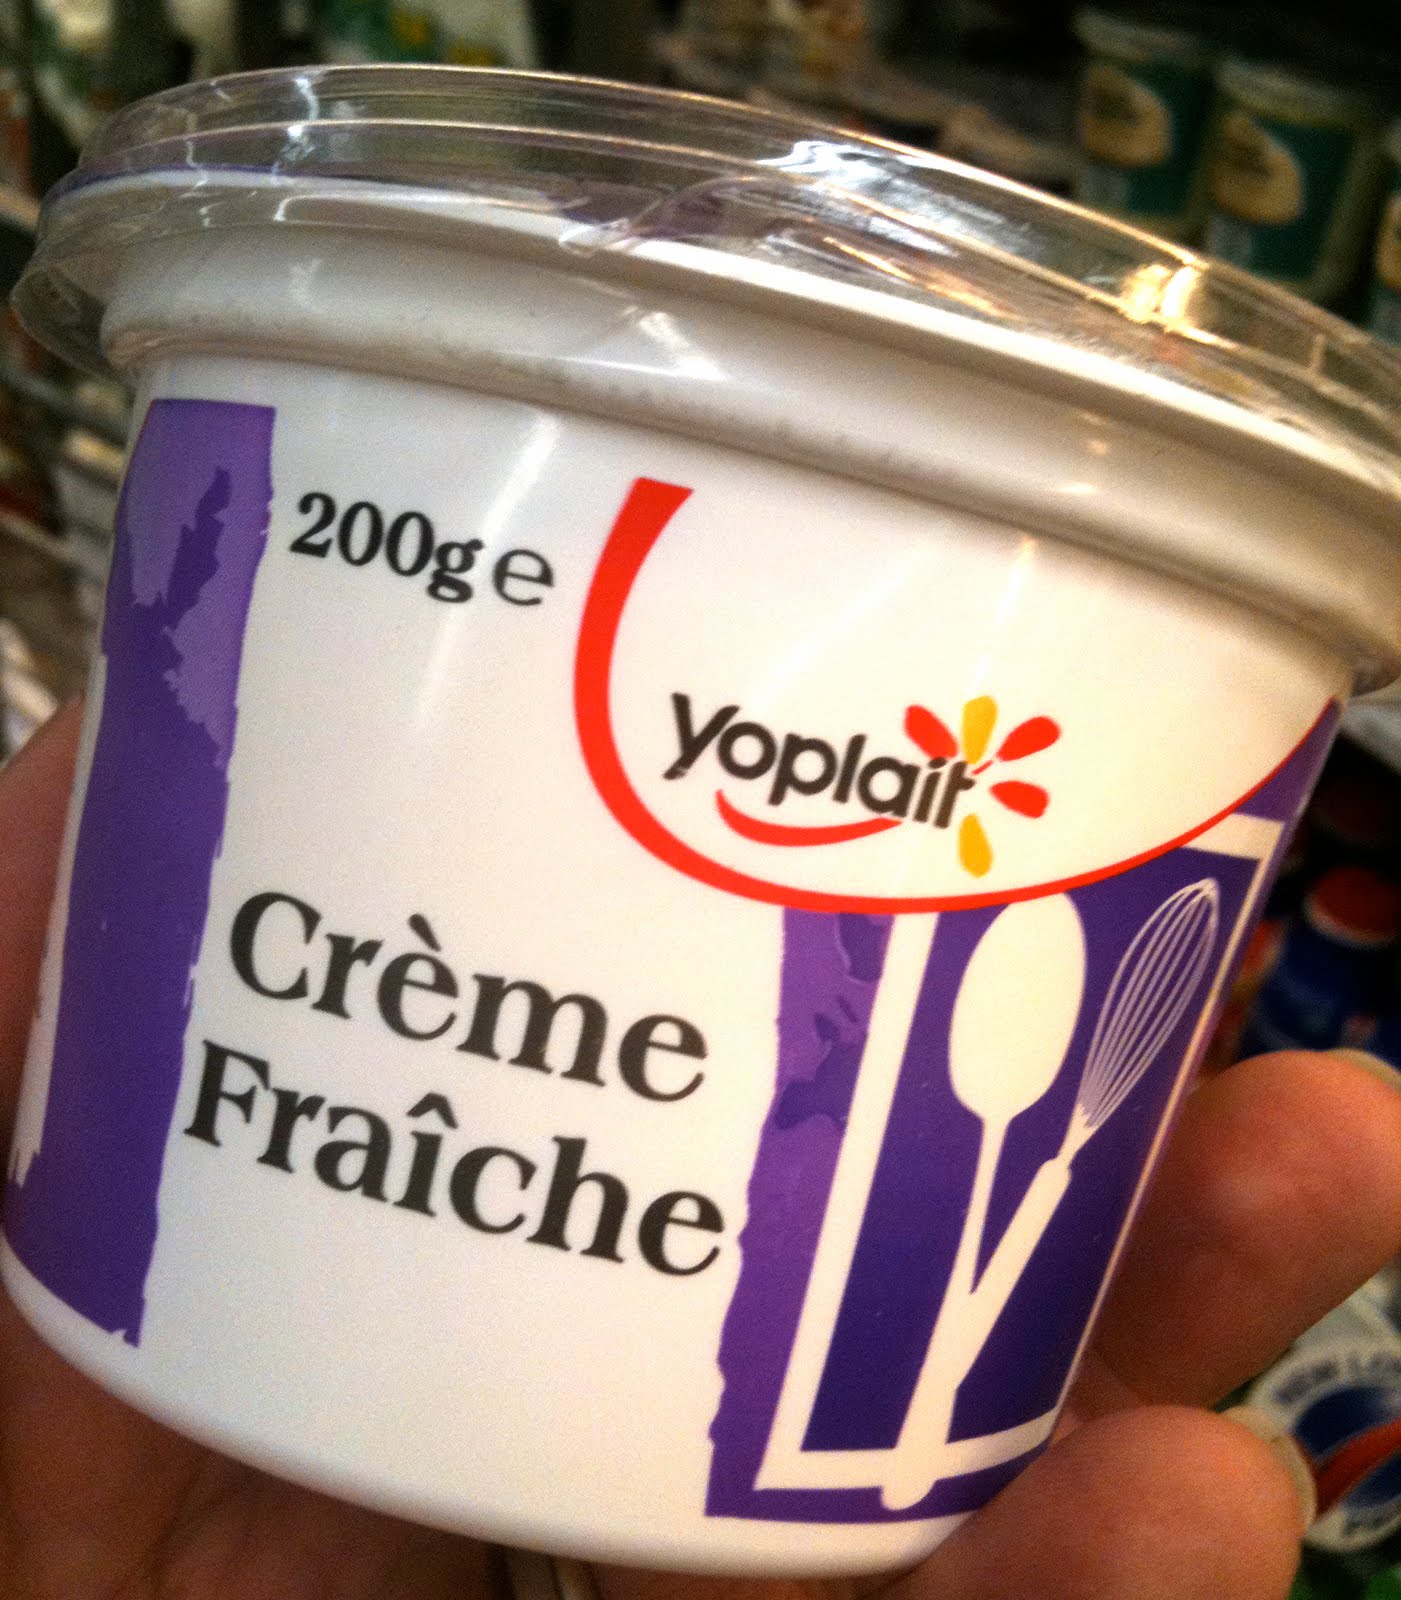 200g e
yoplait
Crème
Fraîche